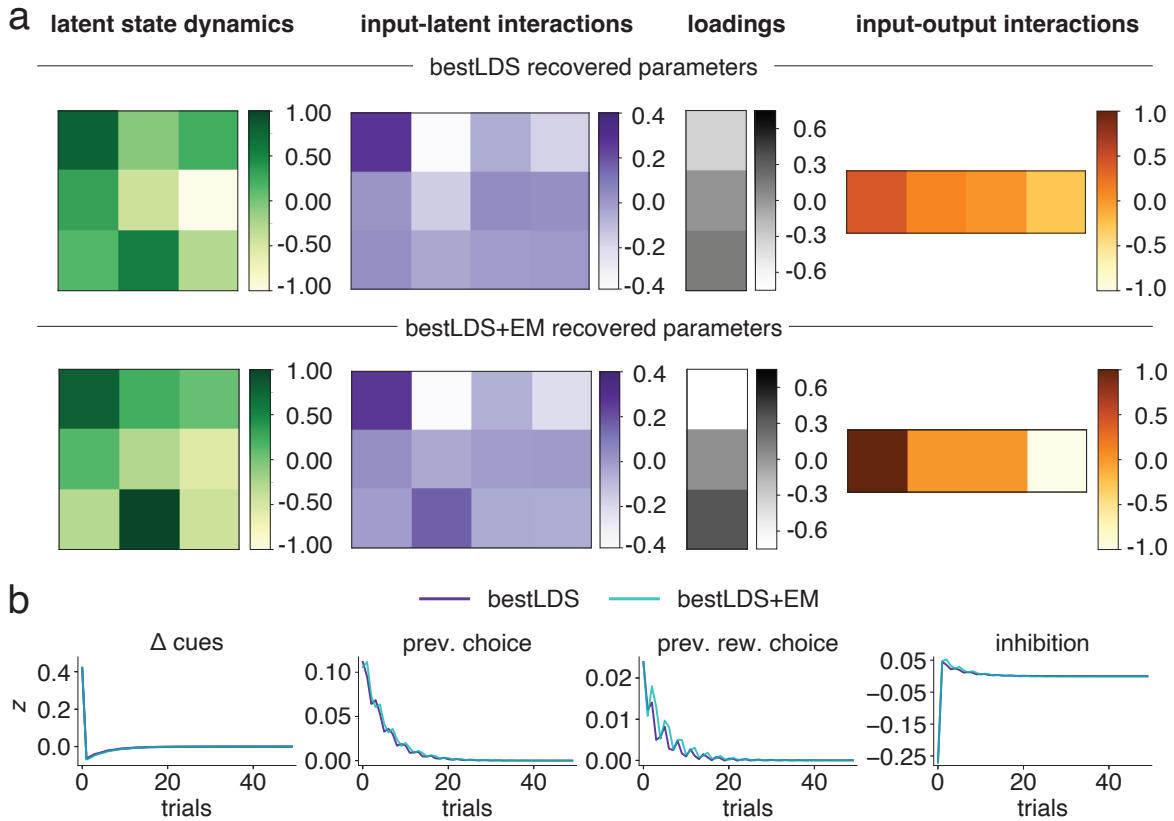 a
latent state dynamics input-latent interactions loadings input-output interactions
bestLDS recovered parameters
1.00 0.4 0.6 1.0
0.50 0.2 0.3 0.5
0.00 0.0 0.0 0.0
-0.50 -0.2 -0.3 -0.5
-1.00 -0.4 -0.6 -1.0
bestLDS+EM recovered parameters
1.00 0.4 0.6 1.0
0.50 0.2 0.3 0.5
0.00 0.0 0.0 0.0
-0.50 -0.2 -0.3 -0.5
-1.00 -0.4 -0.6 -1.0
b
bestLDS bestLDS+EM
Δ cues prev. choice prev. rew. choice inhibition
z
0.4 0.10 0.02 0.05
0.2 0.05 0.01 −0.05
0.0 0.00 0.00 −0.15
−0.25
0 20 40 0 20 40 0 20 40 0 20 40
trials trials trials trials